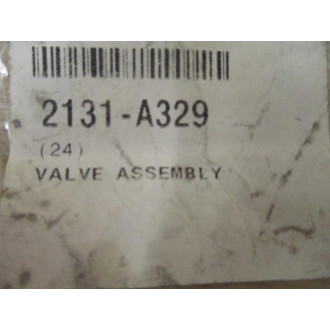 2131-A329
(24)
VALVE ASSEMBLY